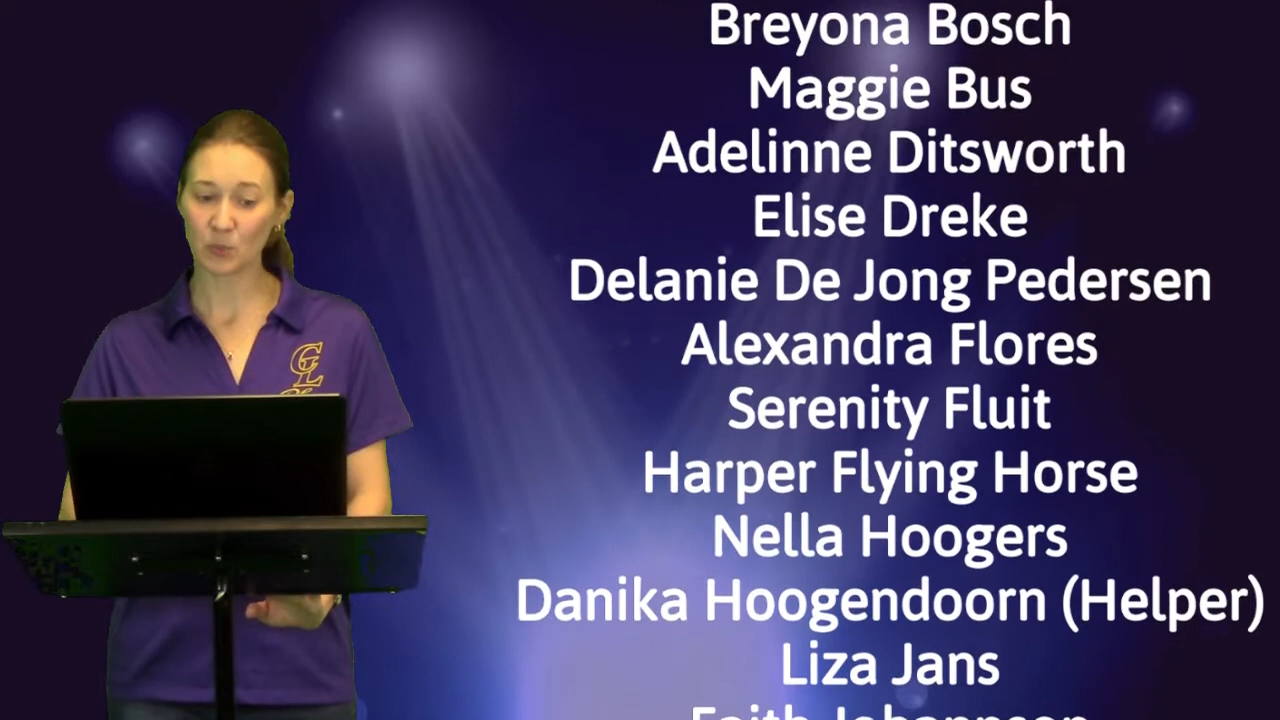 Breyona Bosch
Maggie Bus
Adelinne Ditsworth
Elise Dreke
Delanie De Jong Pedersen
Alexandra Flores
Serenity Fluit
Harper Flying Horse
Nella Hoogers
Danika Hoogendoorn (Helper)
Liza Jans
CL